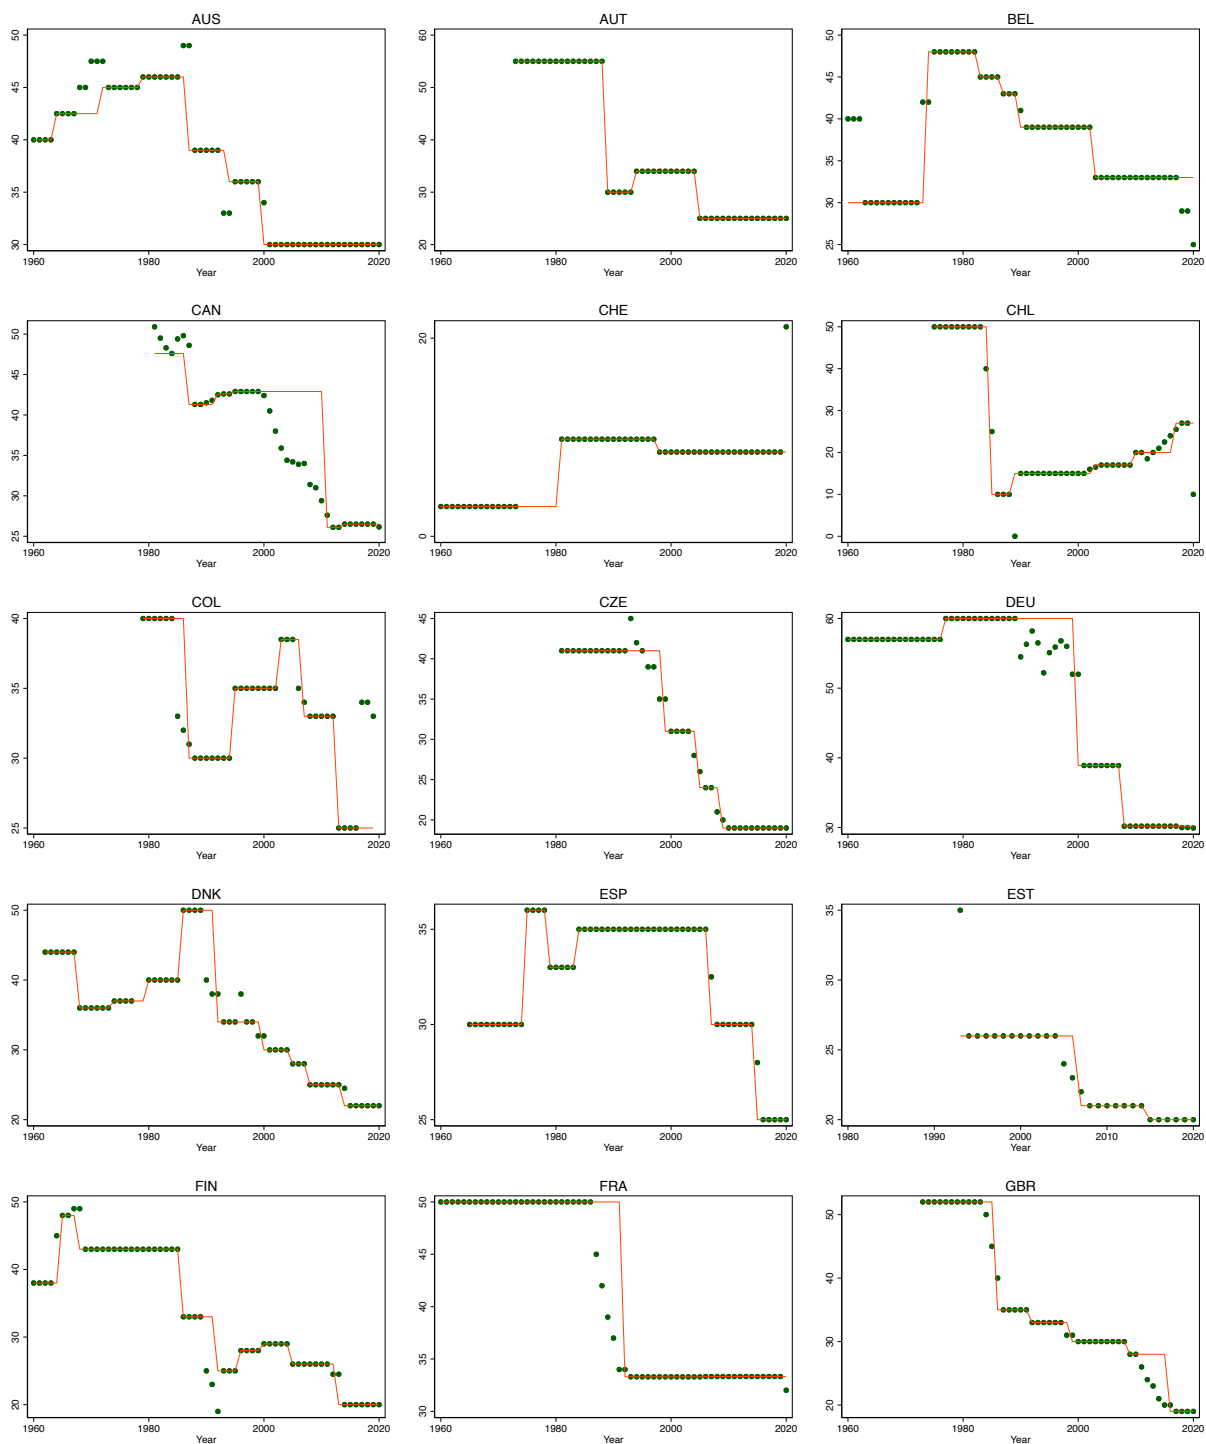 AUS AUT BEL
50 45 40 35 30
1960 1980 2000 2020
Year
60 50 40 30 20
1960 1980 2000 2020
Year
50 45 40 35 30 25
1960 1980 2000 2020
Year
CAN CHE CHL
50 45 40 35 30 25
1960 1980 2000 2020
Year
20 10 0
1960 1980 2000 2020
Year
50 40 30 20 10 0
1960 1980 2000 2020
Year
COL CZE DEU
40 35 30 25
1960 1980 2000 2020
Year
45 40 35 30 25 20
1960 1980 2000 2020
Year
60 50 40 30
1960 1980 2000 2020
Year
DNK ESP EST
50 40 30 20
1960 1980 2000 2020
Year
35 30 25
1960 1980 2000 2020
Year
35 30 25 20
1980 1990 2000 2010 2020
Year
FIN FRA GBR
50 40 30 20
1960 1980 2000 2020
Year
50 45 40 35 30
1960 1980 2000 2020
Year
50 40 30 20
1960 1980 2000 2020
Year